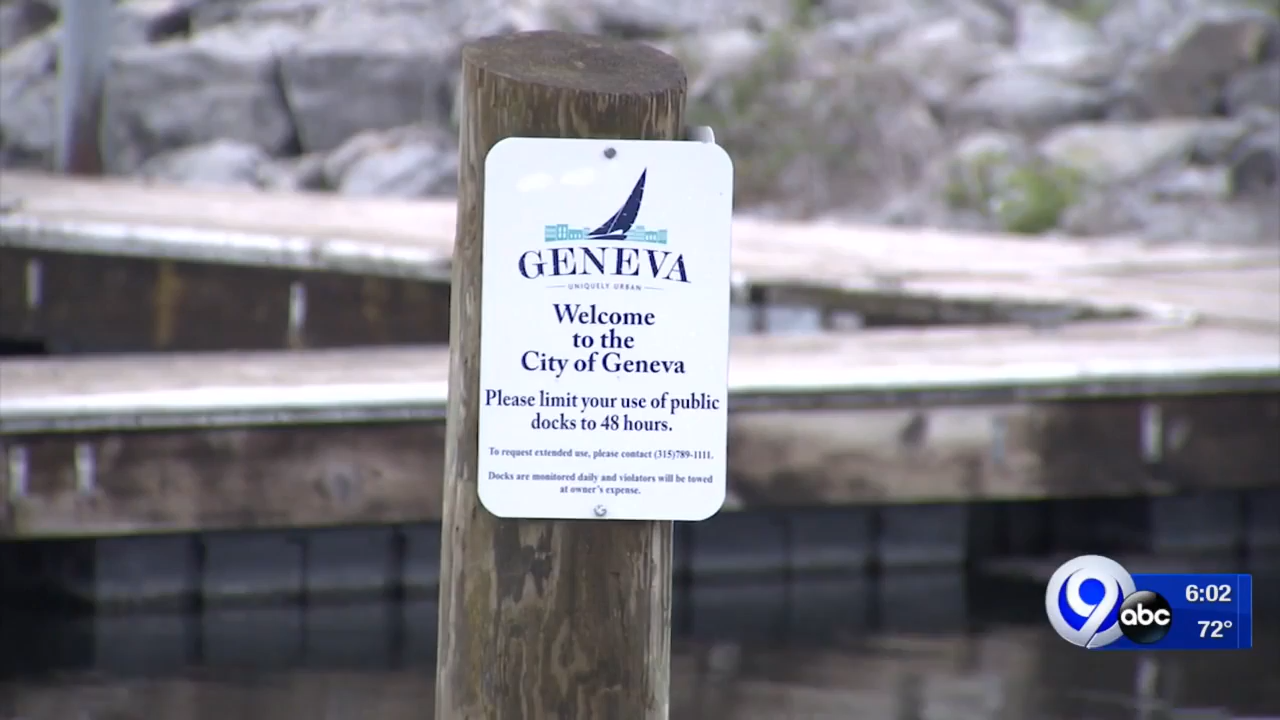 GENEVA
UNIQUELY URBAN
Welcome
to the
City of Geneva
Please limit your use of public
docks to 48 hours.
To request extended use, please contact (315)789-1111.
Docks are monitored daily and violators will be towed
at owner's expense.
9
abc
6:02
72°